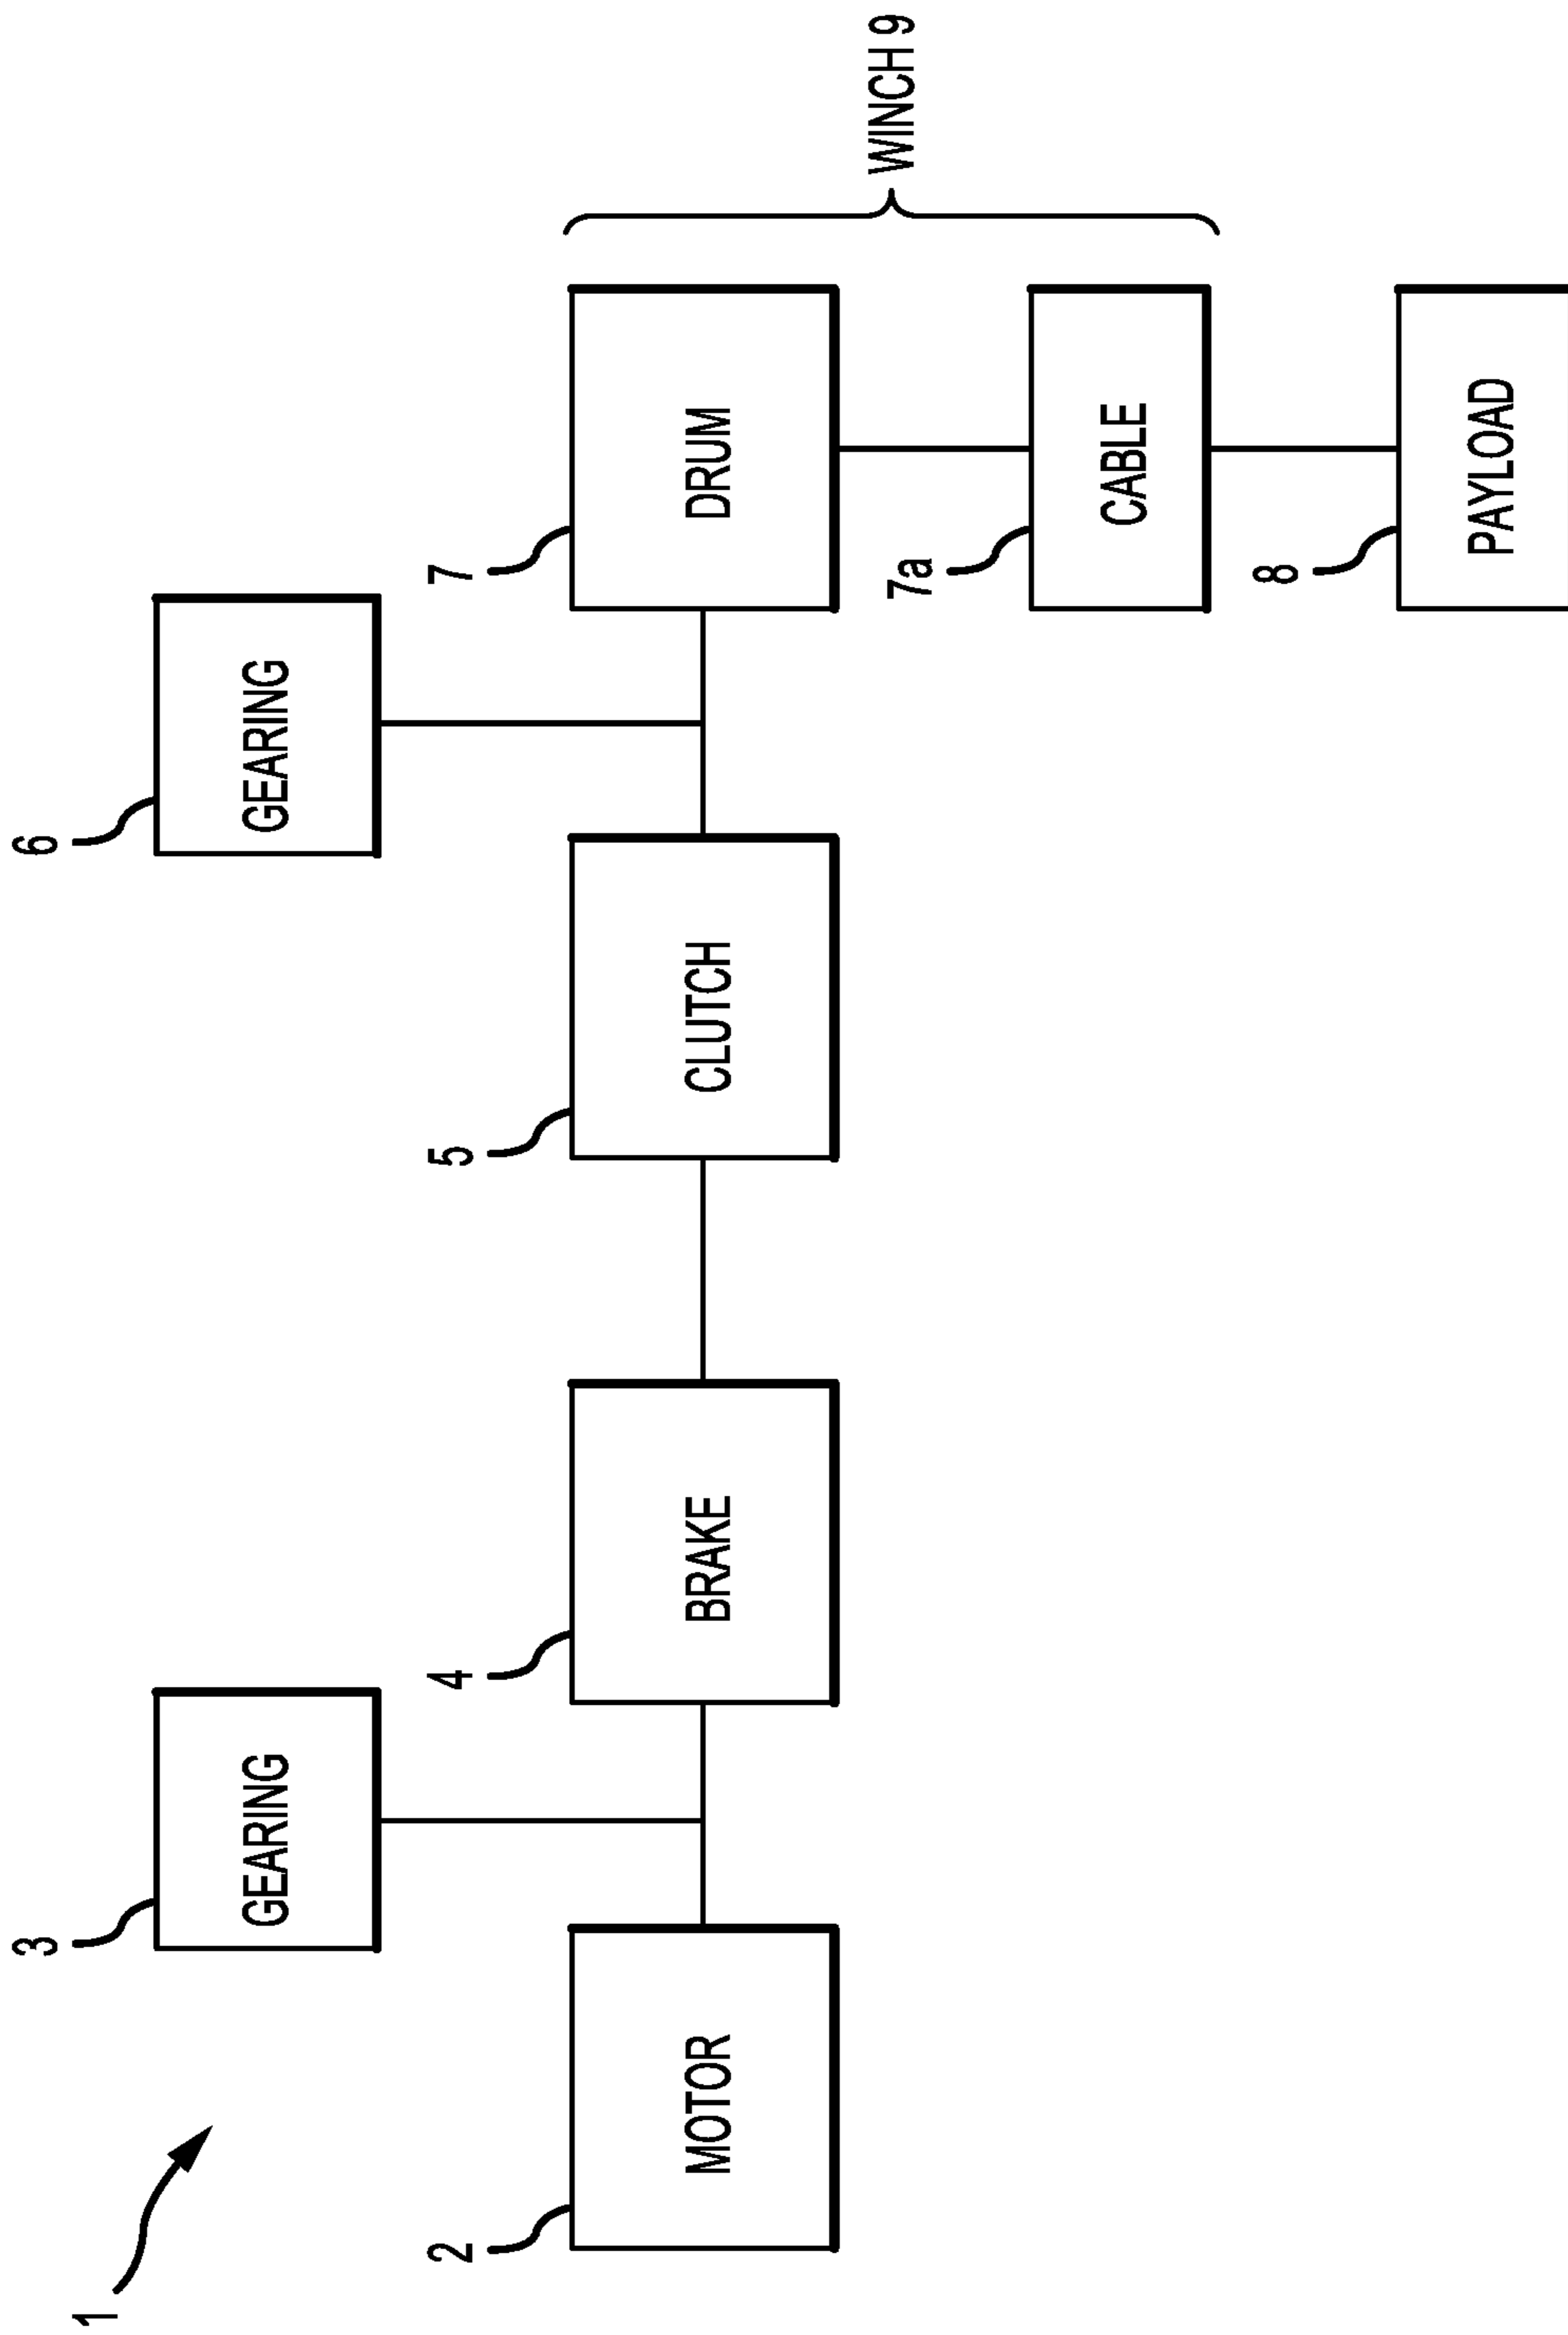 1
2
MOTOR
3
GEARING
4
BRAKE
5
CLUTCH
6
GEARING
7
DRUM
7a
CABLE
8
PAYLOAD
WINCH 9